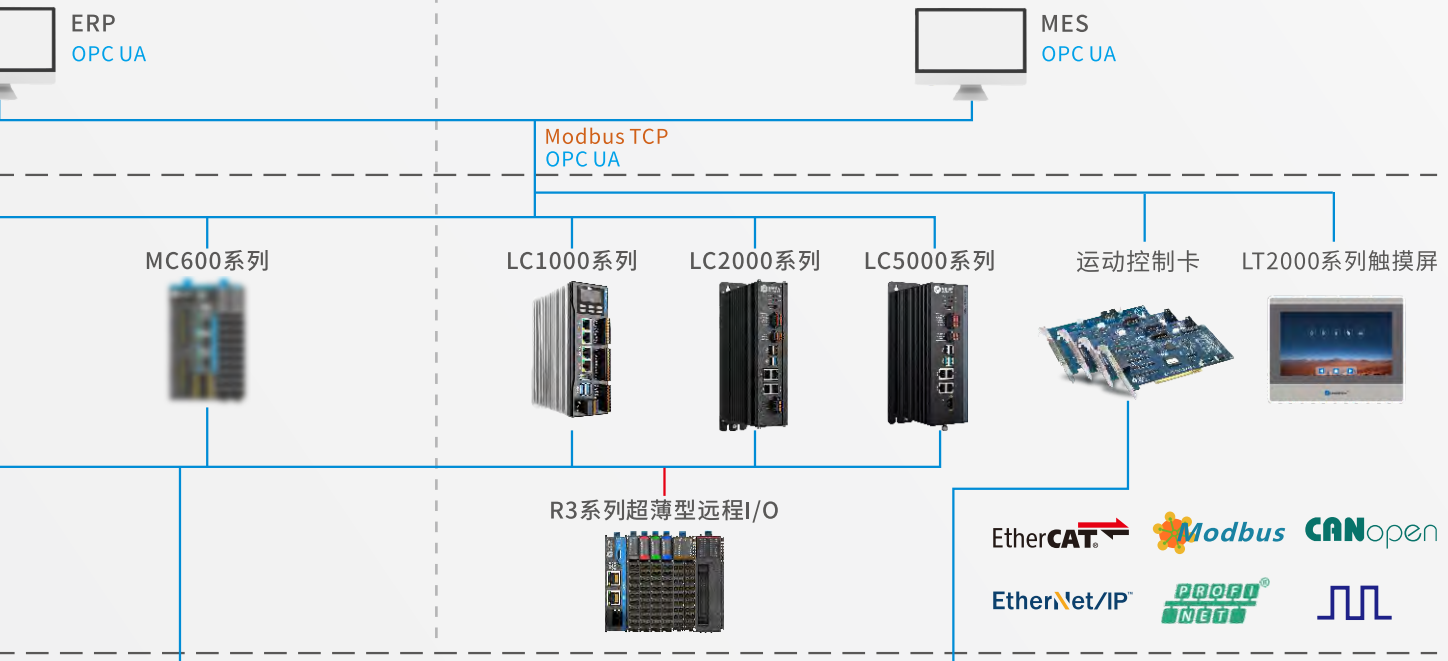 ERP
OPC UA
MES
OPC UA
Modbus TCP
OPC UA
MC600系列
LC1000系列
LC2000系列
LC5000系列
运动控制卡
LT2000系列触摸屏
R3系列超薄型远程I/O
EtherCAT®
Modbus
CANopen
EtherNet/IP™
PROFI®
NET